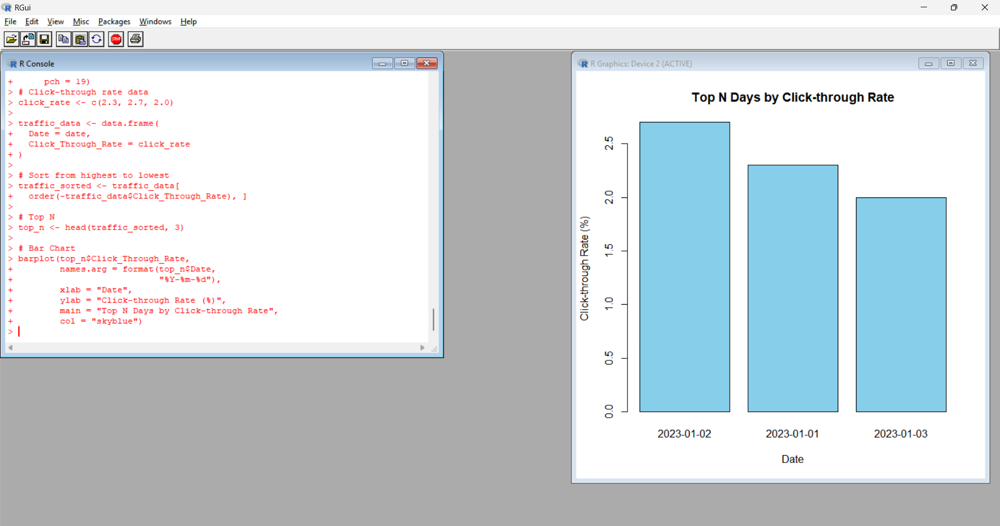 RGui
File Edit View Misc Packages Windows Help
STOP
R Console
+      pch = 19)
> # Click-through rate data
> click_rate <- c(2.3, 2.7, 2.0)
>
> traffic_data <- data.frame(
+   Date = date,
+   Click_Through_Rate = click_rate
+ )
>
> # Sort from highest to lowest
> traffic_sorted <- traffic_data[
+   order(-traffic_data$Click_Through_Rate), ]
>
> # Top N
> top_n <- head(traffic_sorted, 3)
>
> # Bar Chart
> barplot(top_n$Click_Through_Rate,
+         names.arg = format(top_n$Date,
+                            "%Y-%m-%d"),
+         xlab = "Date",
+         ylab = "Click-through Rate (%)",
+         main = "Top N Days by Click-through Rate",
+         col = "skyblue")
>
R Graphics: Device 2 (ACTIVE)
Top N Days by Click-through Rate
Click-through Rate (%)
2.5
2.0
1.5
1.0
0.5
0.0
2023-01-02 2023-01-01 2023-01-03
Date